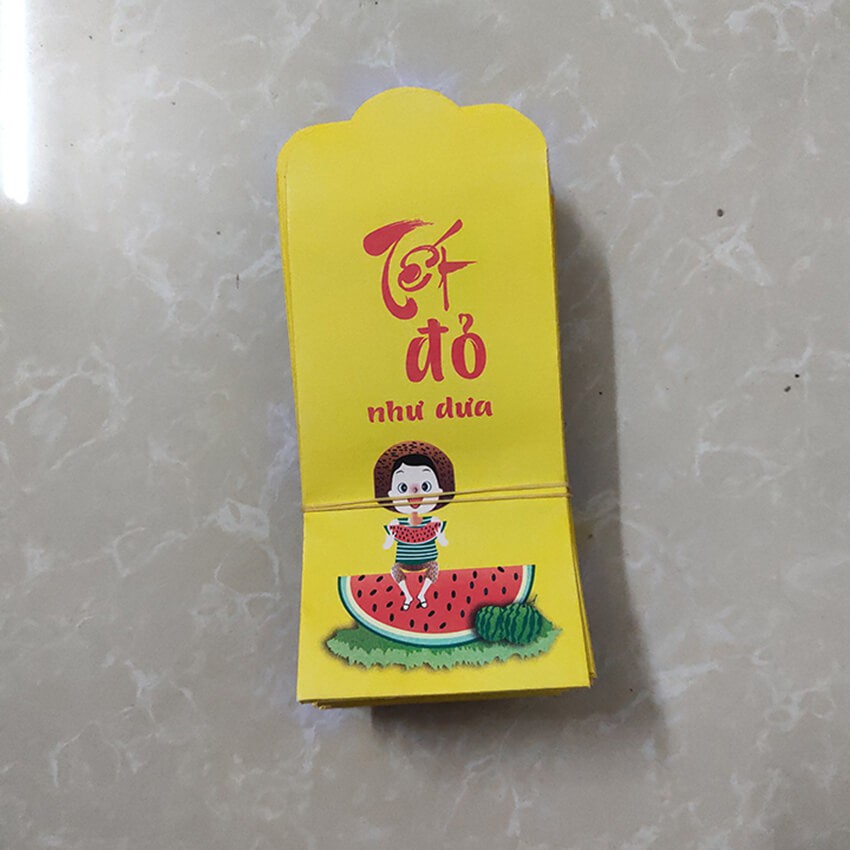 Tết
đỏ
như dưa